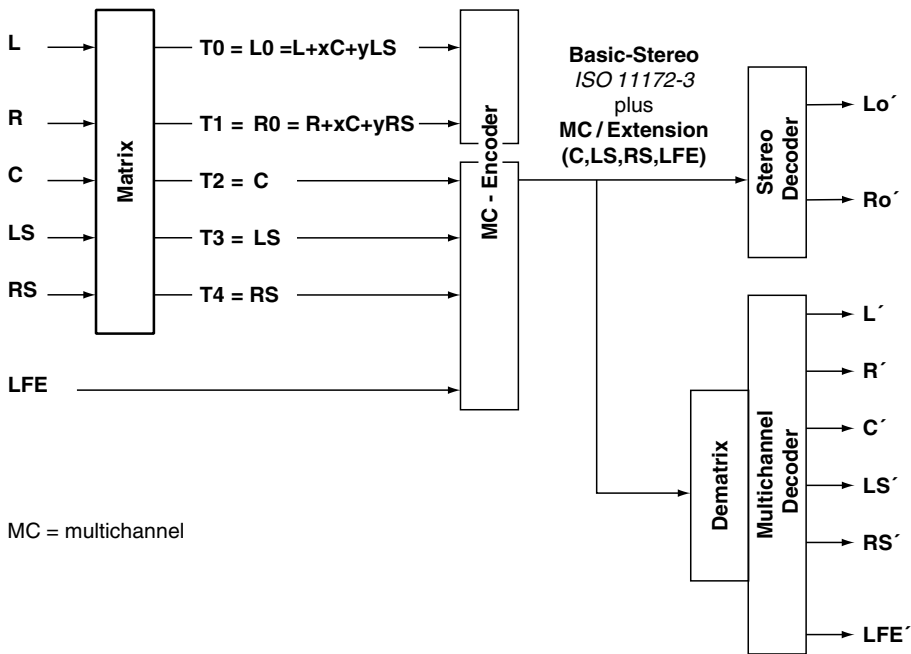 L
R
C
LS
RS
LFE
Matrix
T0 = L0 =L+xC+yLS
T1 = R0 = R+xC+yRS
T2 = C
T3 = LS
T4 = RS
MC - Encoder
Basic-Stereo
ISO 11172-3
plus
MC / Extension
(C,LS,RS,LFE)
Stereo
Decoder
Lo´
Ro´
Dematrix
Multichannel
Decoder
L´
R´
C´
LS´
RS´
LFE´
MC = multichannel